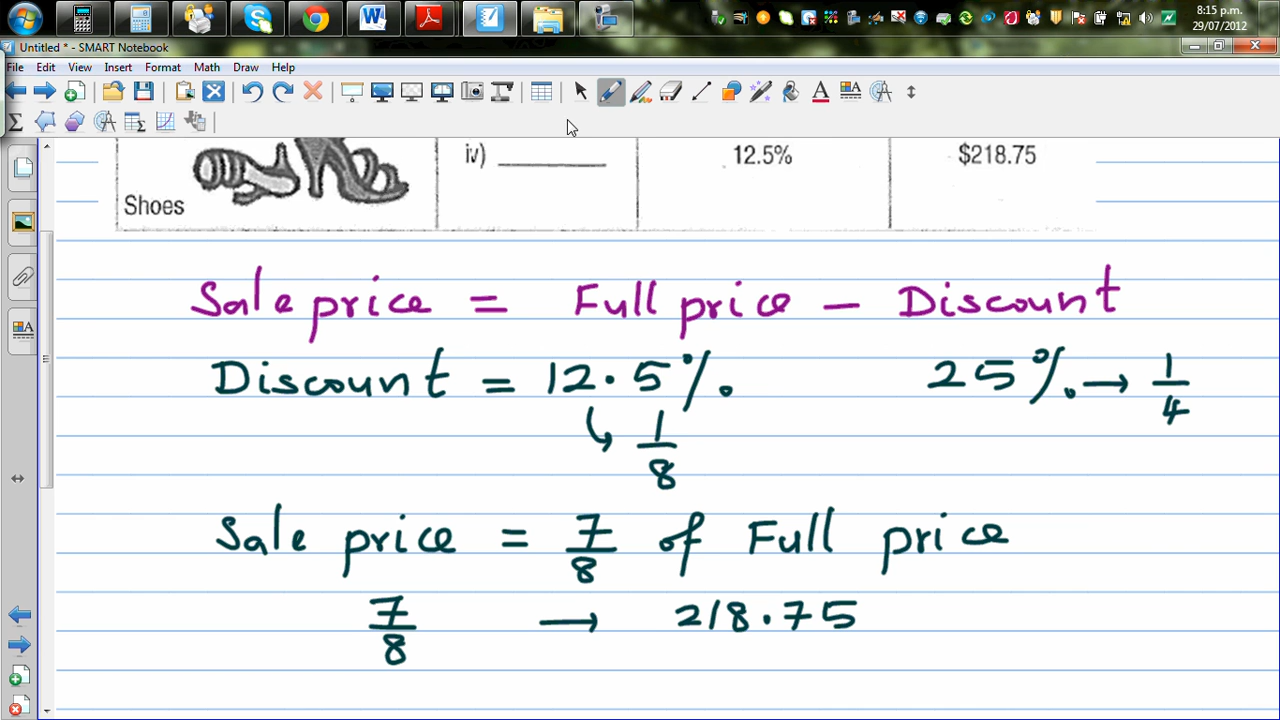 8:15 p.m.
29/07/2012
Untitled * - SMART Notebook
File Edit View Insert Format Math Draw Help
iv) ________ 12.5% $218.75
Shoes
Sale price = Full price – Discount
Discount = 12.5% 25% → 1/4
↳ 1/8
Sale price = 7/8 of Full price
7/8 → 218.75